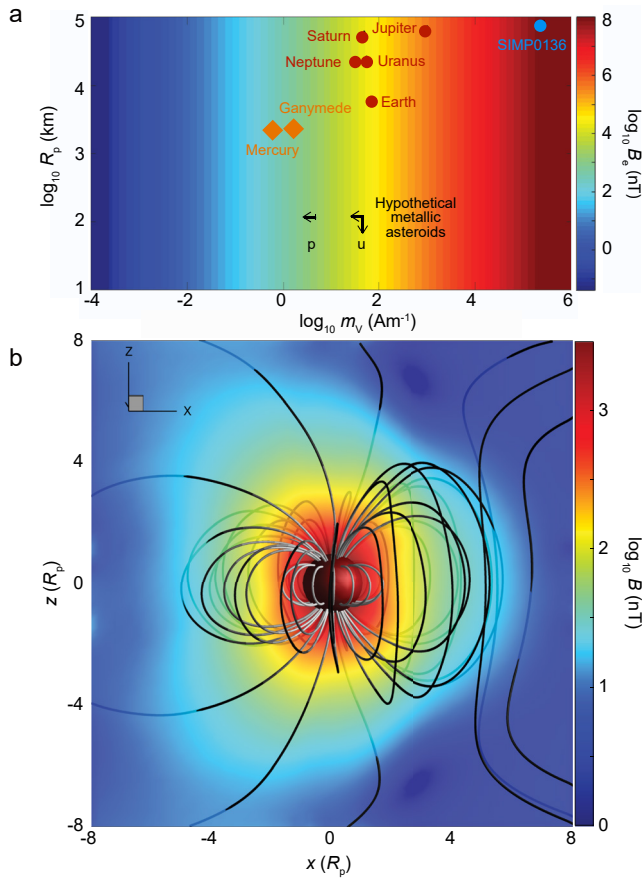 a
5
4
3
2
1
log₁₀ Rₚ (km)
Saturn
Jupiter
SIMP0136
Neptune
Uranus
Ganymede
Earth
Mercury
Hypothetical
metallic
asteroids
p
u
-4
-2
0
2
4
6
log₁₀ mᵥ (Am⁻¹)
8
6
4
2
0
log₁₀ Bₑ (nT)
b
8
4
0
-4
-8
z (Rₚ)
Z
X
-8
-4
0
4
8
x (Rₚ)
3
2
1
0
log₁₀ B (nT)